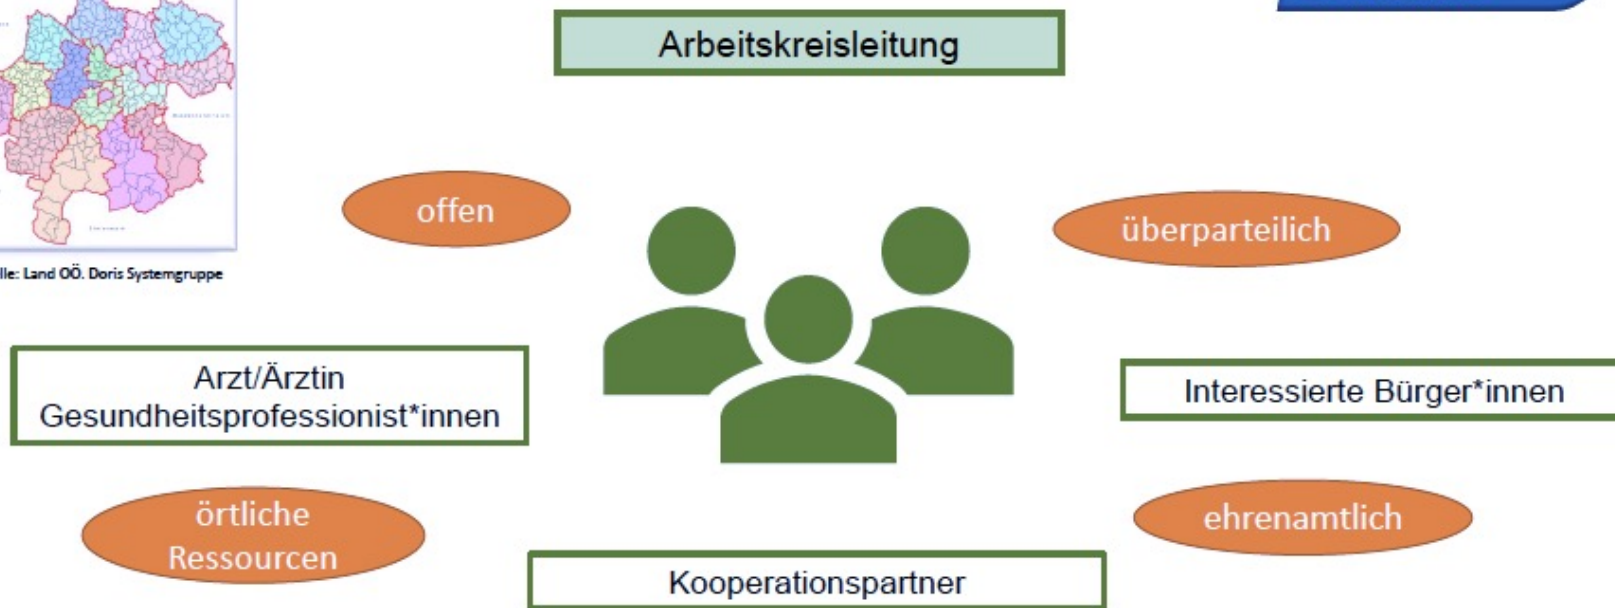 Arbeitskreisleitung
offen
überparteilich
lle: Land OÖ. Doris Systemgruppe
Arzt/Ärztin
Gesundheitsprofessionist*innen
Interessierte Bürger*innen
örtliche
Ressourcen
ehrenamtlich
Kooperationspartner